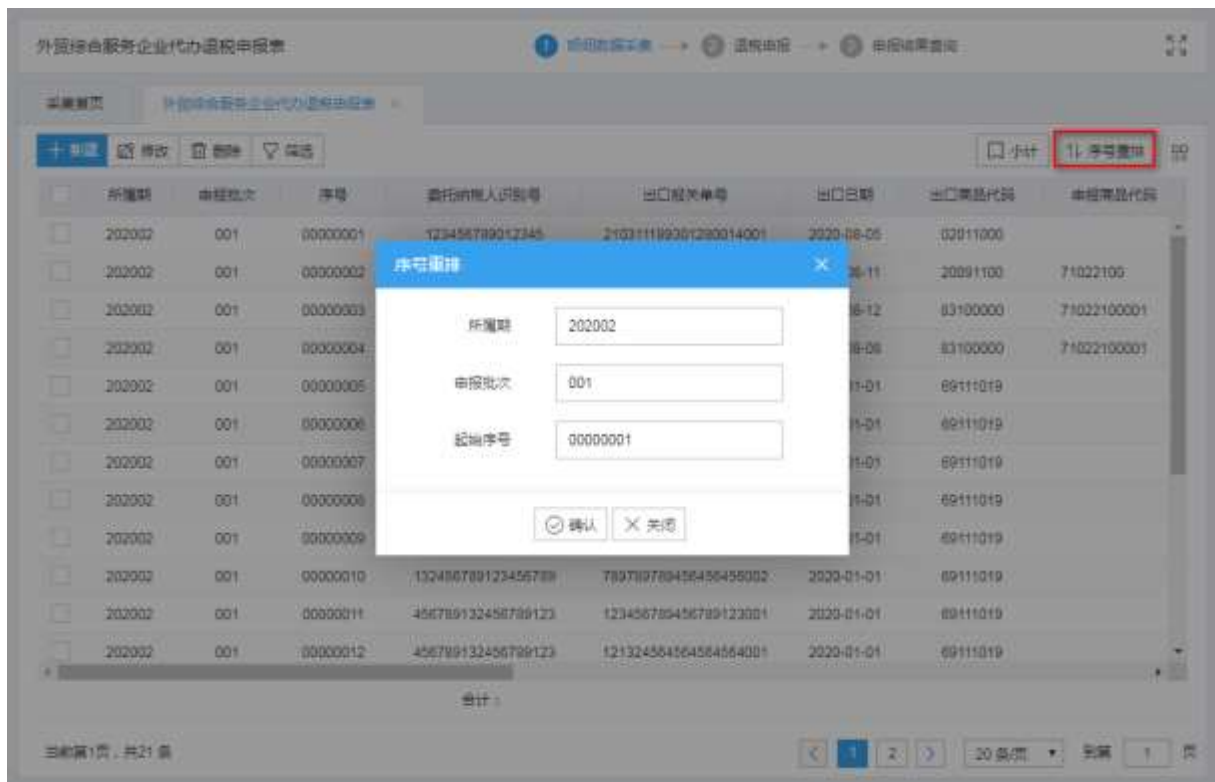 外贸综合服务企业代办退税申报表 1 明细数据采集 2 退税申报 3 申报结果查询
采集首页 外贸综合服务企业代办退税申报表 ×
新建 修改 删除 筛选 小计 序号重排
所属期 申报批次 序号 委托纳税人识别号 出口报关单号 出口日期 出口商品代码 申报商品代码
202002 001 00000001 123456789012345 2020-08-05 02011000
202002 001 00000002 20091100 71022100
202002 001 00000003 83100000 71022100001
202002 001 00000004 83100000 71022100001
202002 001 00000005 69111019
202002 001 00000006 69111019
202002 001 00000007 69111019
202002 001 00000008 69111019
202002 001 00000009 69111019
202002 001 00000010 132456789123456789 2020-01-01 69111019
202002 001 00000011 456789132456789123 123456789456789123001 2020-01-01 69111019
202002 001 00000012 456789132456789123 2020-01-01 69111019
序号重排 ×
所属期 202002
申报批次 001
起始序号 00000001
确认 关闭
合计：
当前第1页，共21 条 < 1 2 > 20 条/页 到第 1 页